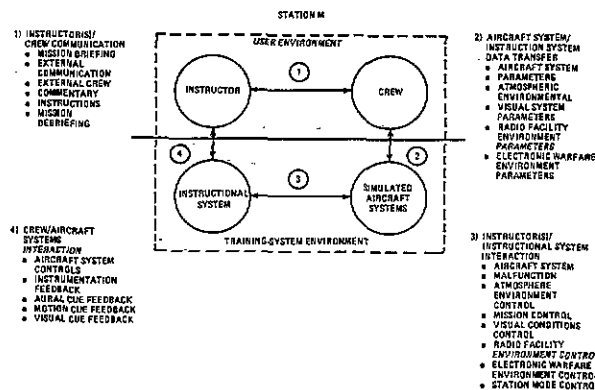 STATION M
1) INSTRUCTOR(S)/
CREW COMMUNICATION
● MISSION BRIEFING
● EXTERNAL
COMMUNICATION
● EXTERNAL CREW
● COMMENTARY
● INSTRUCTIONS
● MISSION
DEBRIEFING
USER ENVIRONMENT
INSTRUCTOR
1
CREW
4
2
INSTRUCTIONAL
SYSTEM
3
SIMULATED
AIRCRAFT
SYSTEMS
TRAINING-SYSTEM ENVIRONMENT
2) AIRCRAFT SYSTEM/
INSTRUCTION SYSTEM
DATA TRANSFER
● AIRCRAFT SYSTEM
● PARAMETERS
● ATMOSPHERIC
ENVIRONMENTAL
● VISUAL SYSTEM
PARAMETERS
● RADIO FACILITY
ENVIRONMENT
PARAMETERS
● ELECTRONIC WARFARE
ENVIRONMENT
PARAMETERS
4) CREW/AIRCRAFT
SYSTEMS
INTERACTION
● AIRCRAFT SYSTEM
CONTROLS
● INSTRUMENTATION
FEEDBACK
● AURAL CUE FEEDBACK
● MOTION CUE FEEDBACK
● VISUAL CUE FEEDBACK
3) INSTRUCTOR(S)/
INSTRUCTIONAL SYSTEM
INTERACTION
● AIRCRAFT SYSTEM
● MALFUNCTION
● ATMOSPHERE
ENVIRONMENT
CONTROL
● MISSION CONTROL
● VISUAL CONDITIONS
CONTROL
● RADIO FACILITY
ENVIRONMENT CONTRO
● ELECTRONIC WARFARE
ENVIRONMENT CONTRO
● STATION MODE CONTRO